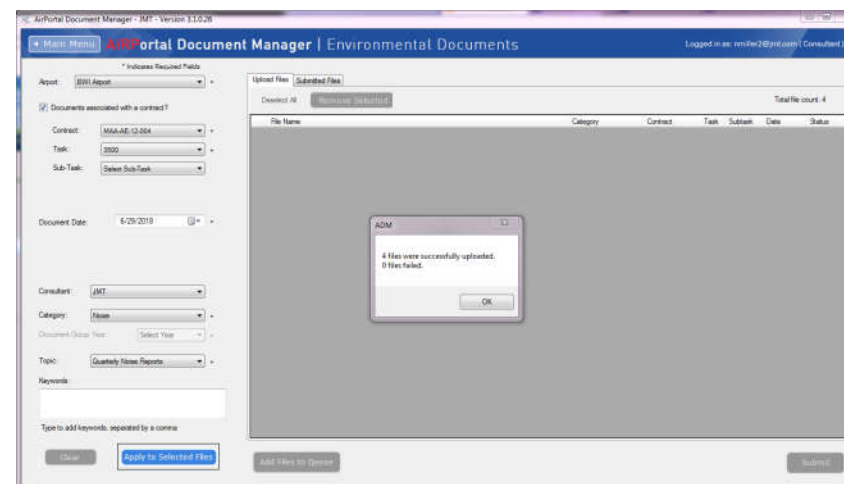 AirPortal Document Manager - JMT - Version 3.1.0.26
Main Menu AIRPortal Document Manager | Environmental Documents
Logged in as: nmiller2@jmt.com ( Consultant )
* Indicates Required Fields
Airport: BWI Airport *
Documents associated with a contract?
Contract: MAA-AE-12-004 *
Task: 3500 *
Sub-Task: Select Sub-Task
Document Date: 6/29/2018 *
Consultant: JMT
Category: Noise *
Document Group Year: Select Year *
Topic: Quarterly Noise Reports *
Keywords:
Type to add keywords, separated by a comma
Clear Apply to Selected Files
Upload Files Submitted Files
Deselect All Remove Selected Total file count: 4
File Name Category Contract Task Subtask Date Status
ADM
4 files were successfully uploaded.
0 files failed.
OK
Add Files to Queue Submit